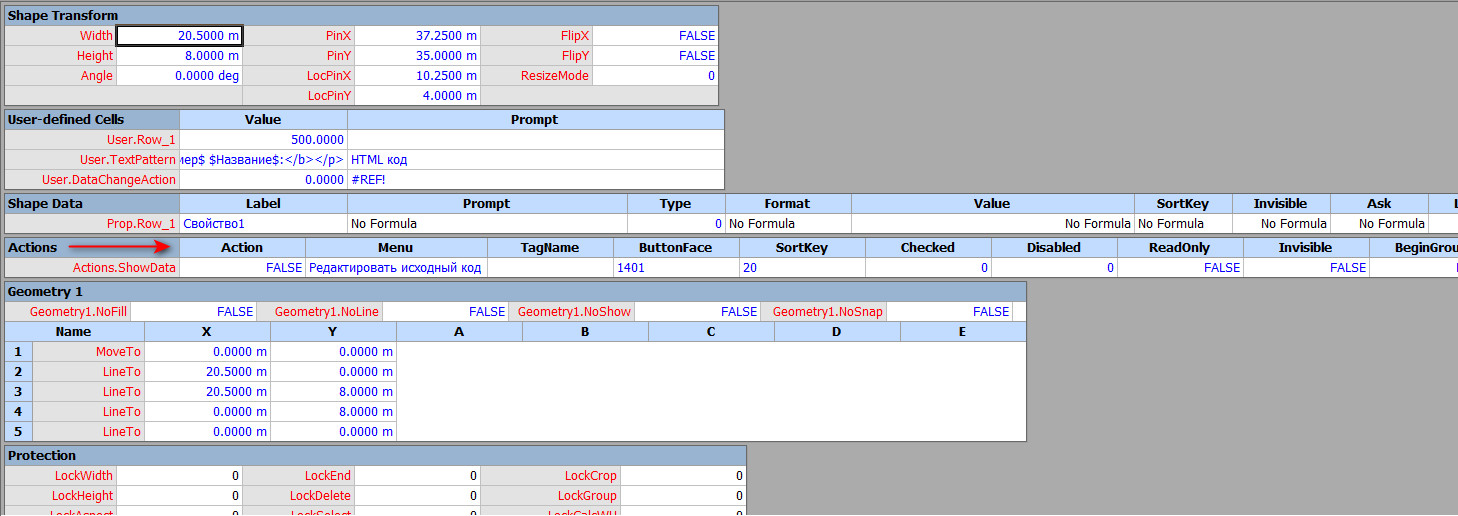 Shape Transform
Width 20.5000 m PinX 37.2500 m FlipX FALSE
Height 8.0000 m PinY 35.0000 m FlipY FALSE
Angle 0.0000 deg LocPinX 10.2500 m ResizeMode 0
LocPinY 4.0000 m
User-defined Cells Value Prompt
User.Row_1 500.0000
User.TextPattern $ $Название$:</b></p> HTML код
User.DataChangeAction 0.0000 #REF!
Shape Data Label Prompt Type Format Value SortKey Invisible Ask
Prop.Row_1 Свойство1 No Formula 0 No Formula No Formula No Formula No Formula No Formula
Actions Action Menu TagName ButtonFace SortKey Checked Disabled ReadOnly Invisible BeginGrou
Actions.ShowData FALSE Редактировать исходный код 1401 20 0 0 FALSE FALSE
Geometry 1
Geometry1.NoFill FALSE Geometry1.NoLine FALSE Geometry1.NoShow FALSE Geometry1.NoSnap FALSE
Name X Y A B C D E
1 MoveTo 0.0000 m 0.0000 m
2 LineTo 20.5000 m 0.0000 m
3 LineTo 20.5000 m 8.0000 m
4 LineTo 0.0000 m 8.0000 m
5 LineTo 0.0000 m 0.0000 m
Protection
LockWidth 0 LockEnd 0 LockCrop 0
LockHeight 0 LockDelete 0 LockGroup 0